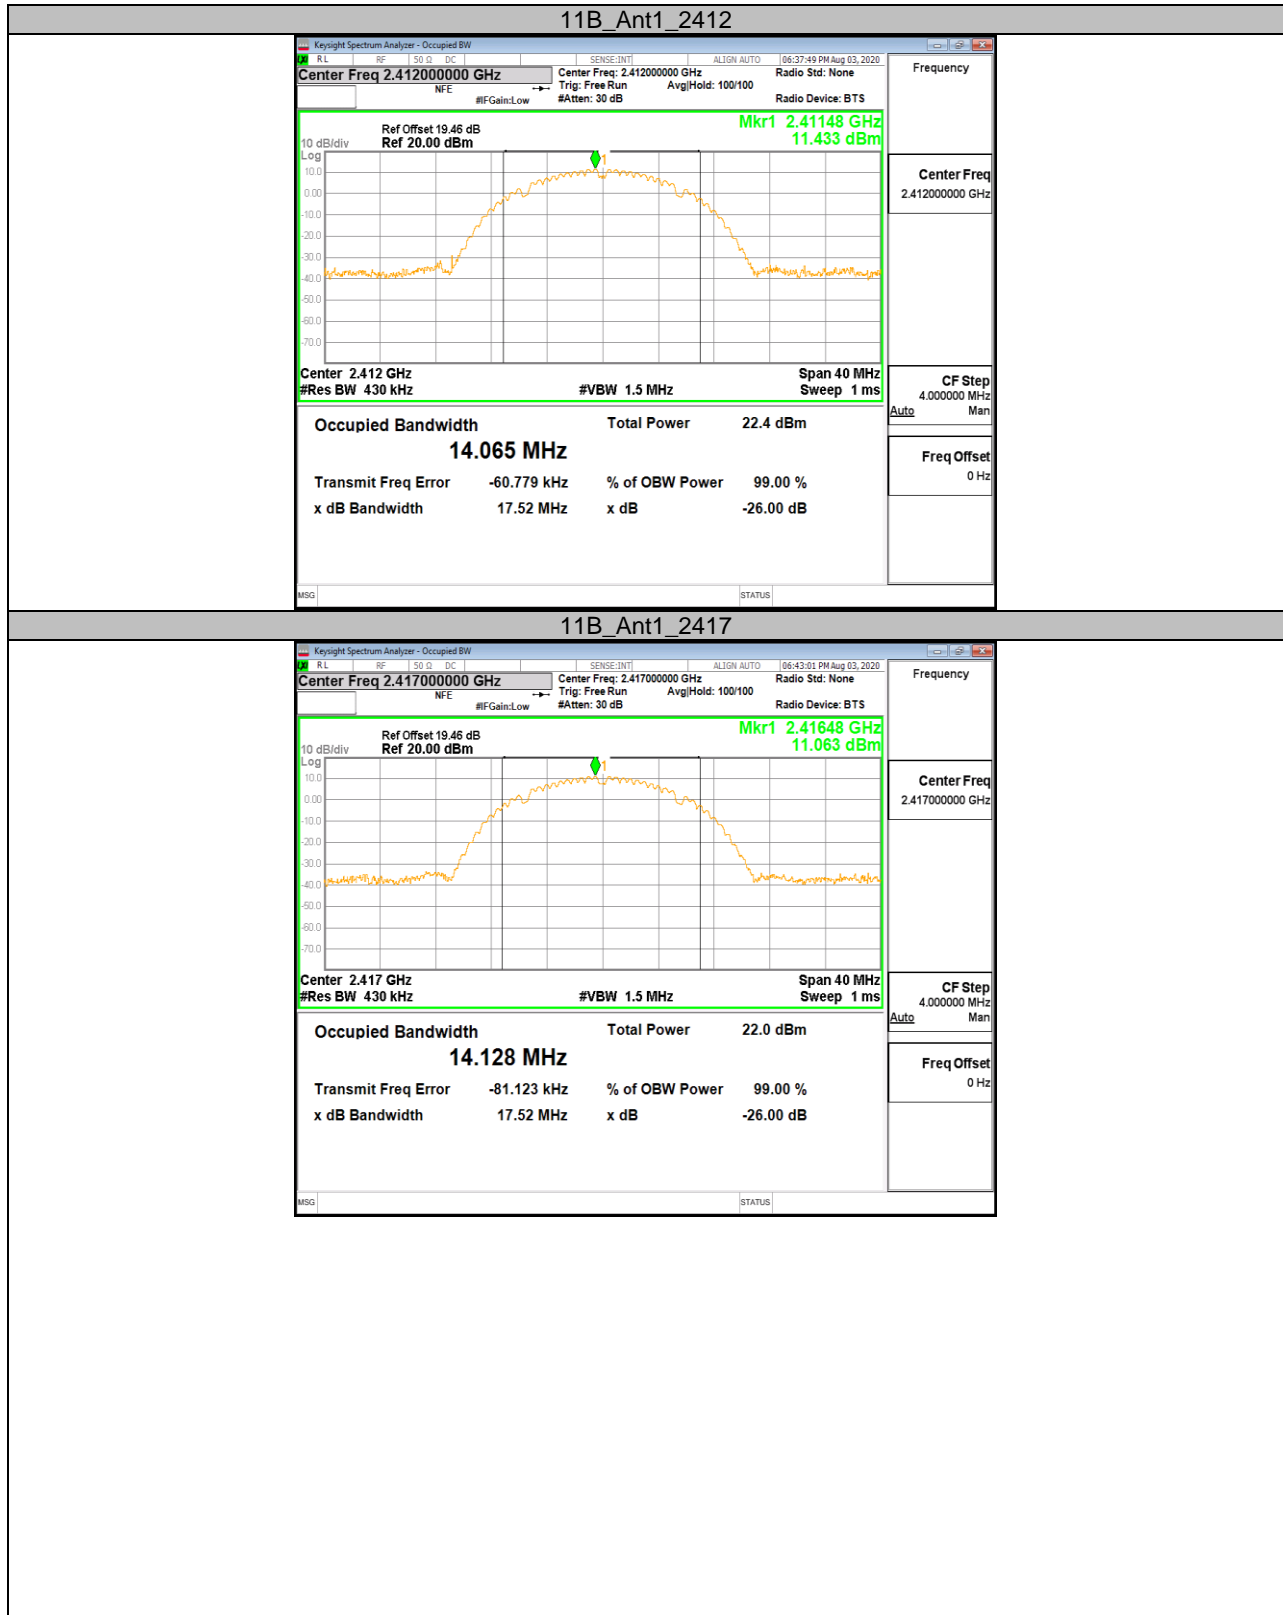 11B_Ant1_2412
Keysight Spectrum Analyzer - Occupied BW
LXI RL RF 50 Ω DC SENSE:INT ALIGN AUTO 06:37:49 PM Aug 03, 2020
Center Freq 2.412000000 GHz Center Freq: 2.412000000 GHz Radio Std: None Frequency
NFE Trig: Free Run Avg|Hold: 100/100
#IFGain:Low #Atten: 30 dB Radio Device: BTS
Mkr1 2.41148 GHz
11.433 dBm
Ref Offset 19.46 dB
10 dB/div Ref 20.00 dBm
Log
10.0
0.00
-10.0
-20.0
-30.0
-40.0
-50.0
-60.0
-70.0
1
Center Freq
2.412000000 GHz
Center 2.412 GHz Span 40 MHz
#Res BW 430 kHz #VBW 1.5 MHz Sweep 1 ms
CF Step
4.000000 MHz
Auto Man
Occupied Bandwidth Total Power 22.4 dBm
14.065 MHz
Freq Offset
0 Hz
Transmit Freq Error -60.779 kHz % of OBW Power 99.00 %
x dB Bandwidth 17.52 MHz x dB -26.00 dB
MSG STATUS
11B_Ant1_2417
Keysight Spectrum Analyzer - Occupied BW
LXI RL RF 50 Ω DC SENSE:INT ALIGN AUTO 06:43:01 PM Aug 03, 2020
Center Freq 2.417000000 GHz Center Freq: 2.417000000 GHz Radio Std: None Frequency
NFE Trig: Free Run Avg|Hold: 100/100
#IFGain:Low #Atten: 30 dB Radio Device: BTS
Mkr1 2.41648 GHz
11.063 dBm
Ref Offset 19.46 dB
10 dB/div Ref 20.00 dBm
Log
10.0
0.00
-10.0
-20.0
-30.0
-40.0
-50.0
-60.0
-70.0
1
Center Freq
2.417000000 GHz
Center 2.417 GHz Span 40 MHz
#Res BW 430 kHz #VBW 1.5 MHz Sweep 1 ms
CF Step
4.000000 MHz
Auto Man
Occupied Bandwidth Total Power 22.0 dBm
14.128 MHz
Freq Offset
0 Hz
Transmit Freq Error -81.123 kHz % of OBW Power 99.00 %
x dB Bandwidth 17.52 MHz x dB -26.00 dB
MSG STATUS